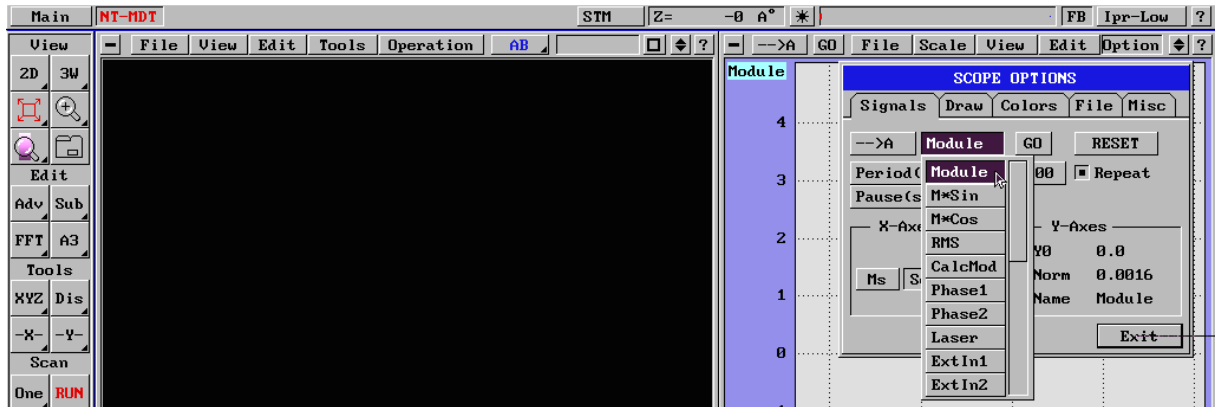 Main NT-MDT STM Z= -0 A° FB Ipr-Low ?
View - File View Edit Tools Operation AB ? - -->A GO File Scale View Edit Option ?
2D 3W
Edit
Adv Sub
FFT A3
Tools
XYZ Dis
-X- -Y-
Scan
One RUN
Module
4
3
2
1
0
SCOPE OPTIONS
Signals Draw Colors File Misc
-->A Module GO RESET
Period( 00 Repeat
Pause(s
X-Axe Y-Axes
Y0 0.0
Ms S Norm 0.0016
Name Module
Exit
Module
M*Sin
M*Cos
RMS
CalcMod
Phase1
Phase2
Laser
ExtIn1
ExtIn2